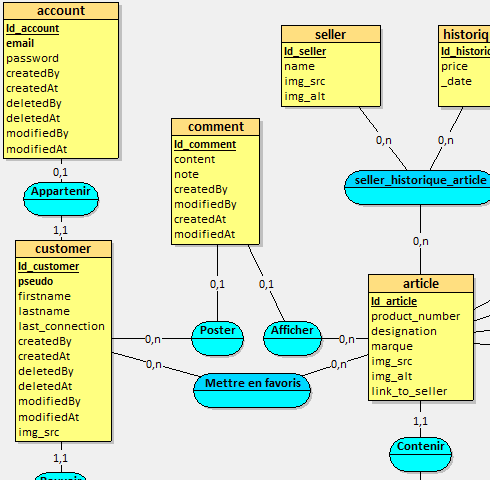 account
Id_account
email
password
createdBy
createdAt
deletedBy
deletedAt
modifiedBy
modifiedAt
seller
Id_seller
name
img_src
img_alt
historiq
Id_historic
price
_date
comment
Id_comment
content
note
createdBy
modifiedBy
createdAt
modifiedAt
0,n
0,n
0,1
Appartenir
1,1
seller_historique_article
0,n
customer
Id_customer
pseudo
firstname
lastname
last_connection
createdBy
createdAt
deletedBy
deletedAt
modifiedBy
modifiedAt
img_src
0,1
0,1
article
Id_article
product_number
designation
marque
img_src
img_alt
link_to_seller
0,n
Poster
Afficher
0,n
0,n
Mettre en favoris
0,n
1,1
Contenir
1,1
Pouvoir